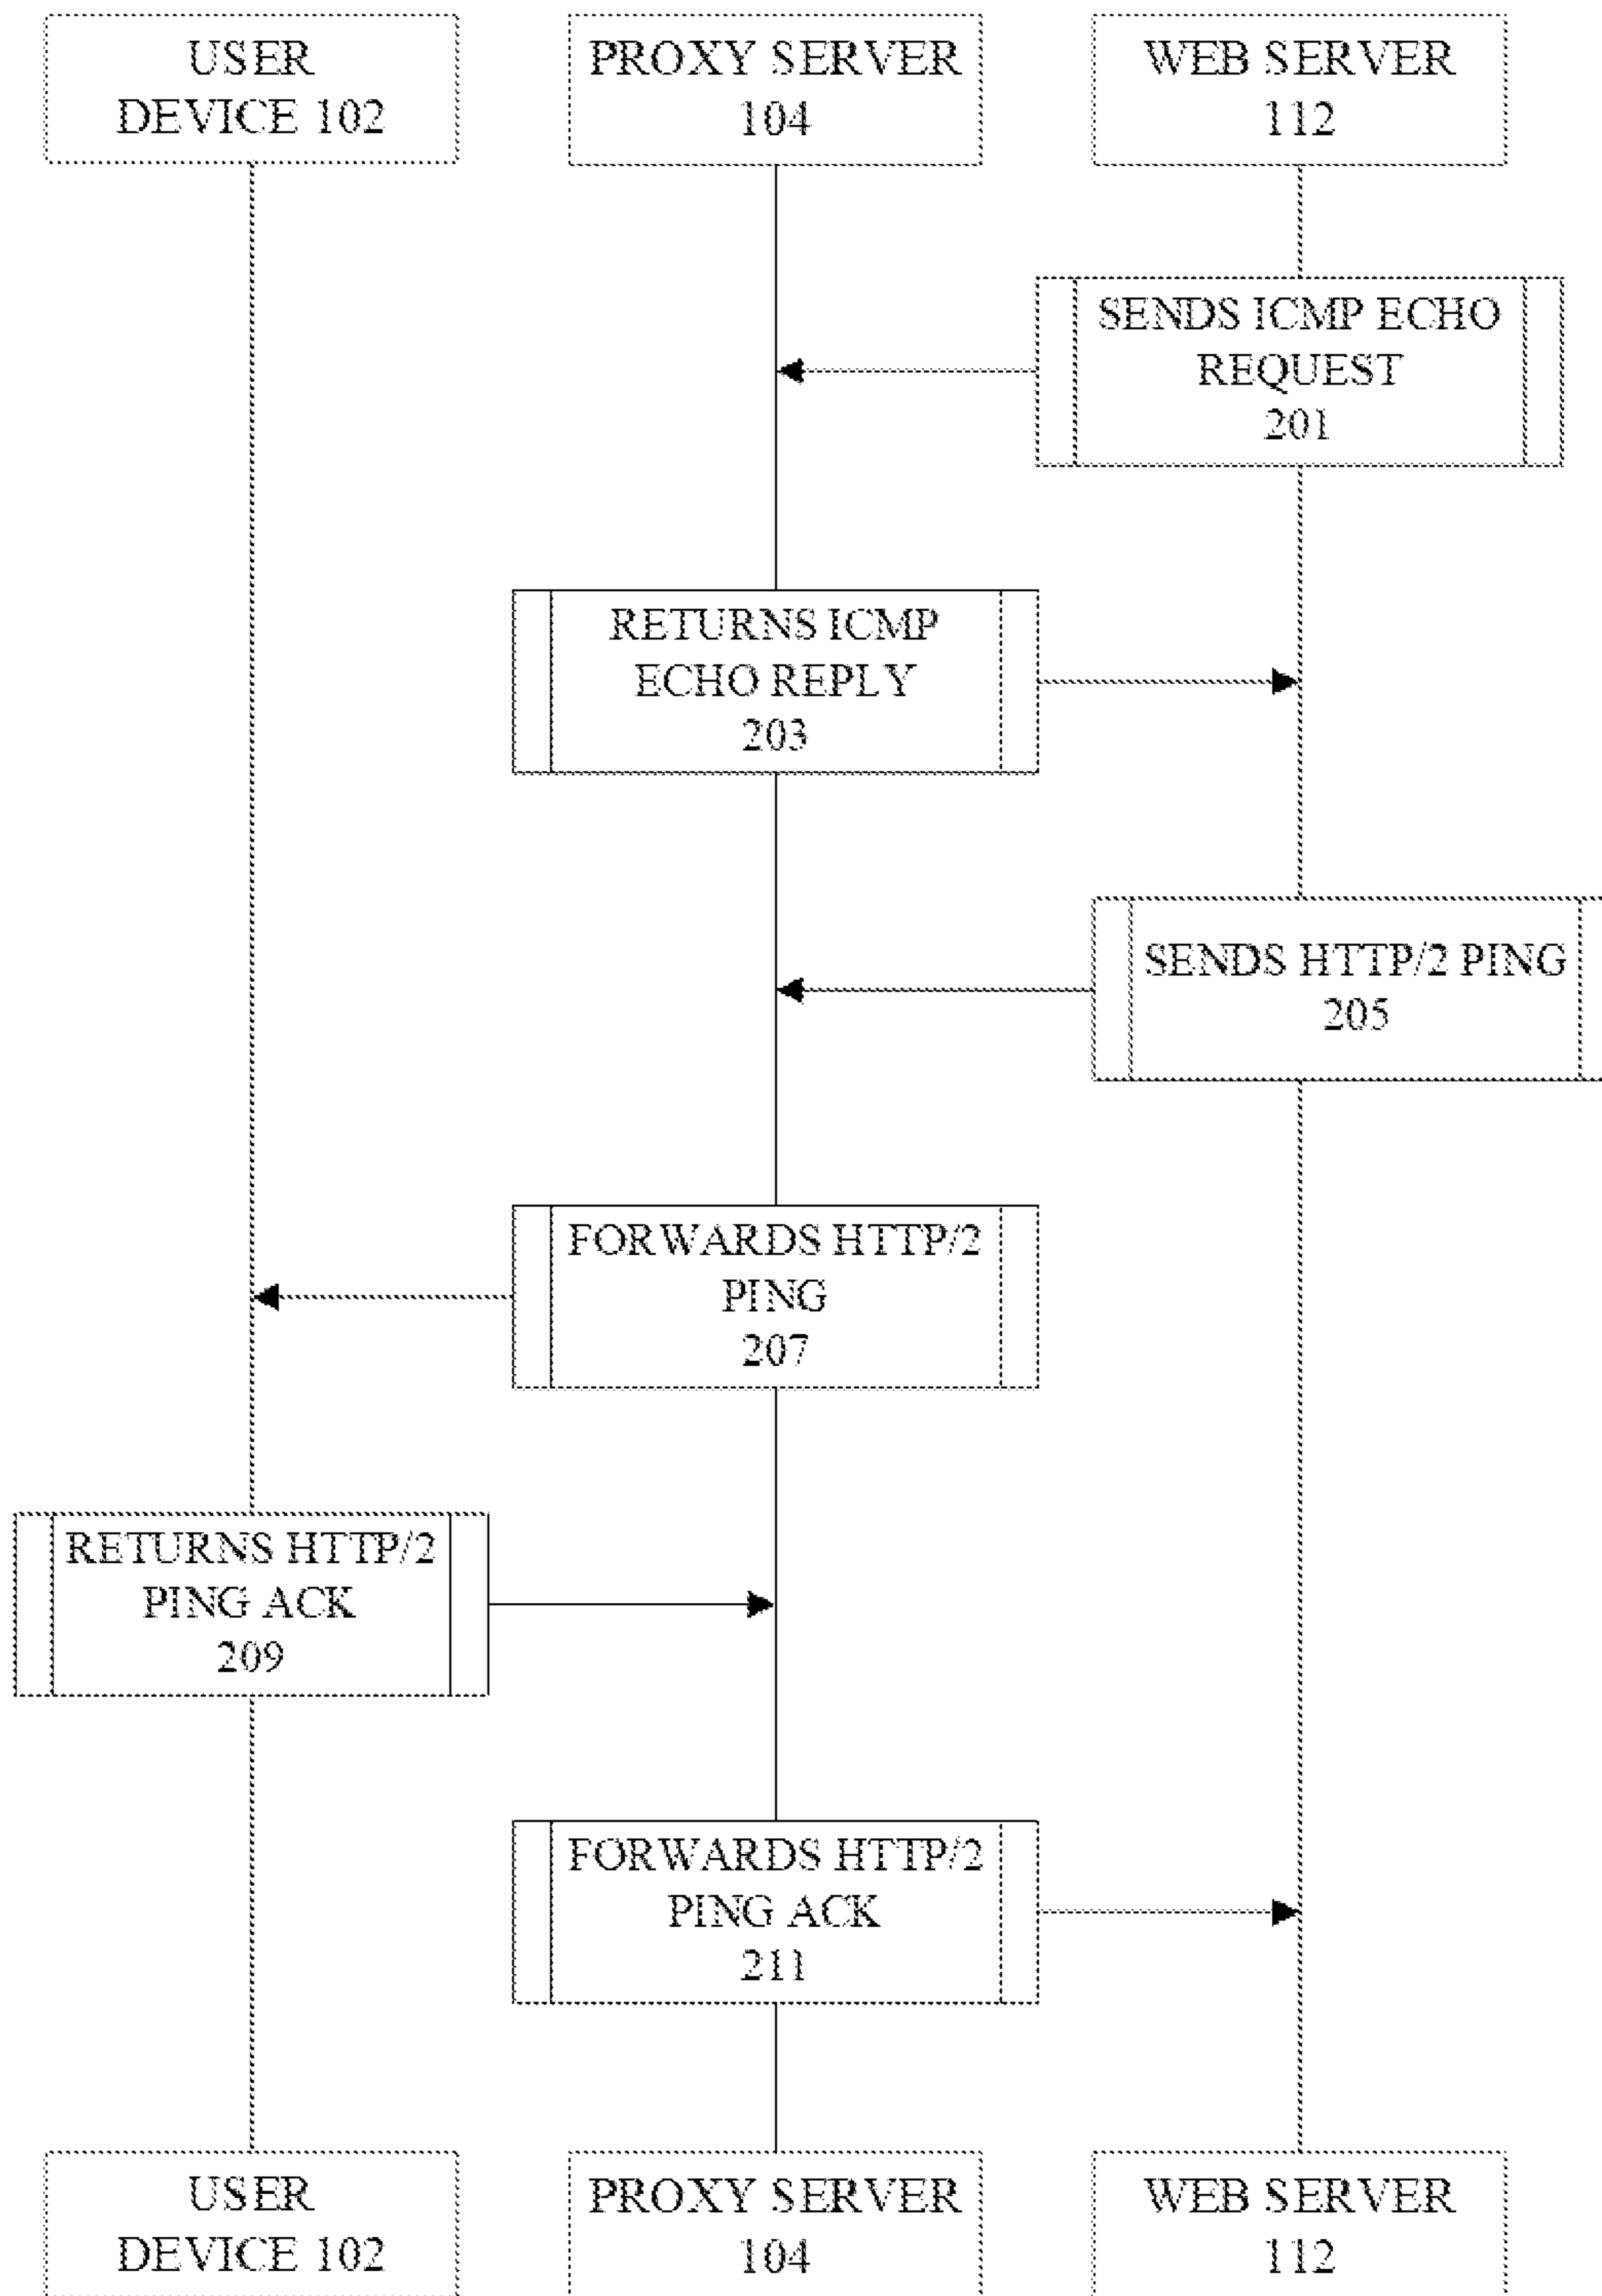 USER
DEVICE 102
PROXY SERVER
104
WEB SERVER
112
SENDS ICMP ECHO
REQUEST
201
RETURNS ICMP
ECHO REPLY
203
SENDS HTTP/2 PING
205
FORWARDS HTTP/2
PING
207
RETURNS HTTP/2
PING ACK
209
FORWARDS HTTP/2
PING ACK
211
USER
DEVICE 102
PROXY SERVER
104
WEB SERVER
112